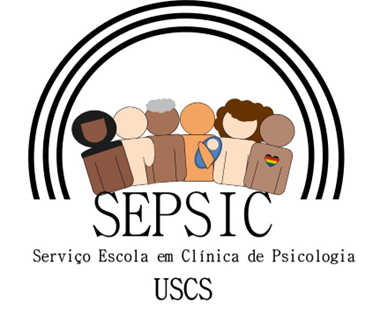 SEPSIC
Serviço Escola em Clínica de Psicologia
USCS